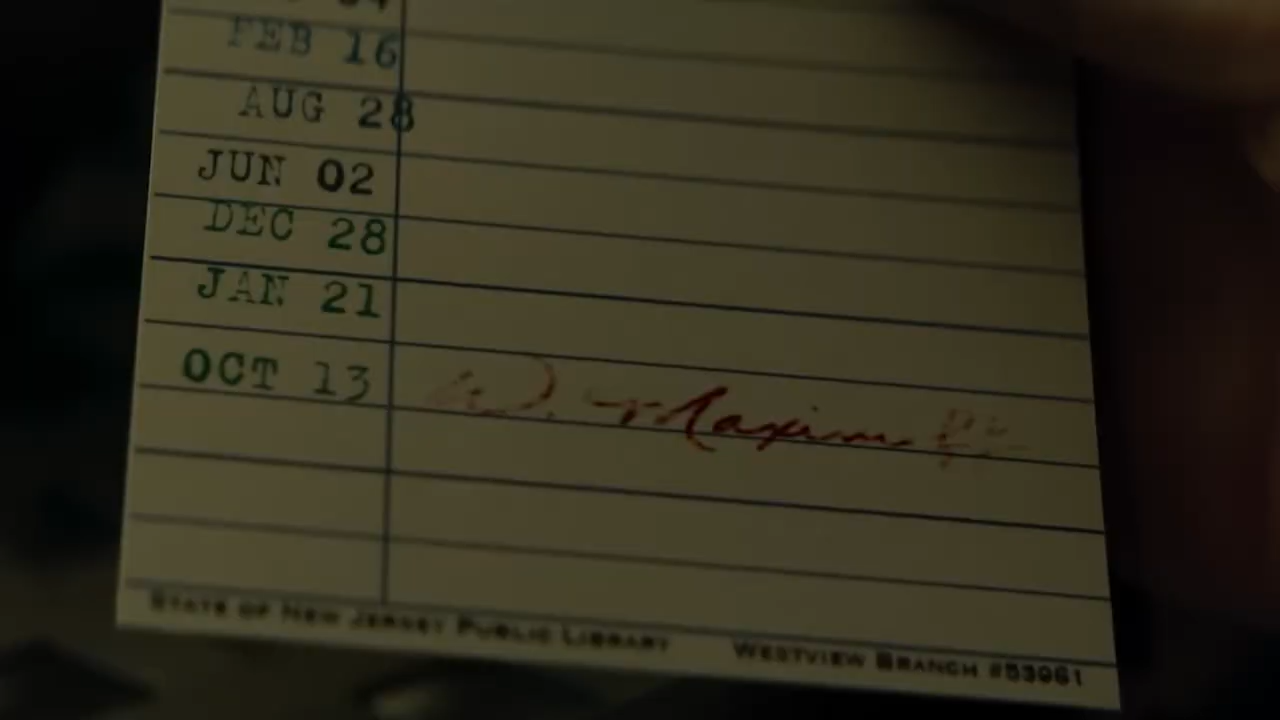 FEB 16
AUG 28
JUN 02
DEC 28
JAN 21
OCT 13 W. Maximoff
STATE OF NEW JERSEY PUBLIC LIBRARY WESTVIEW BRANCH #53961